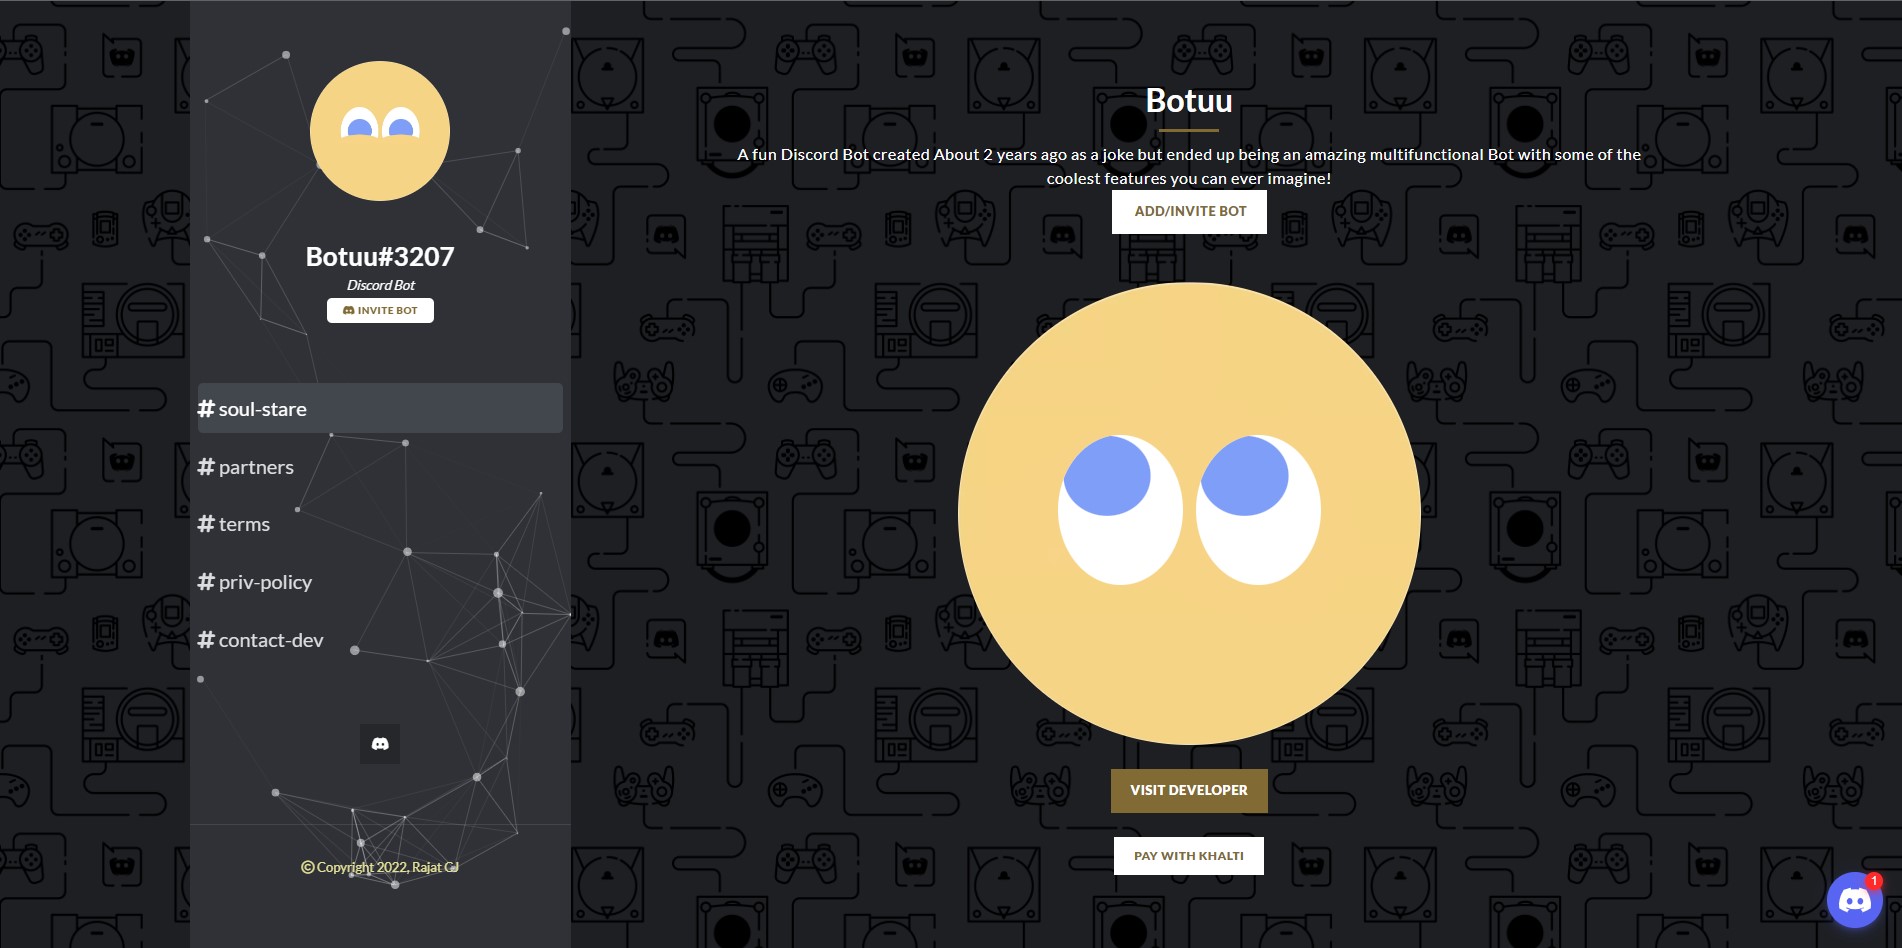 Botuu#3207
Discord Bot
INVITE BOT
# soul-stare
# partners
# terms
# priv-policy
# contact-dev
© Copyright 2022, Rajat GJ
Botuu
A fun Discord Bot created About 2 years ago as a joke but ended up being an amazing multifunctional Bot with some of the
coolest features you can ever imagine!
ADD/INVITE BOT
VISIT DEVELOPER
PAY WITH KHALTI
1